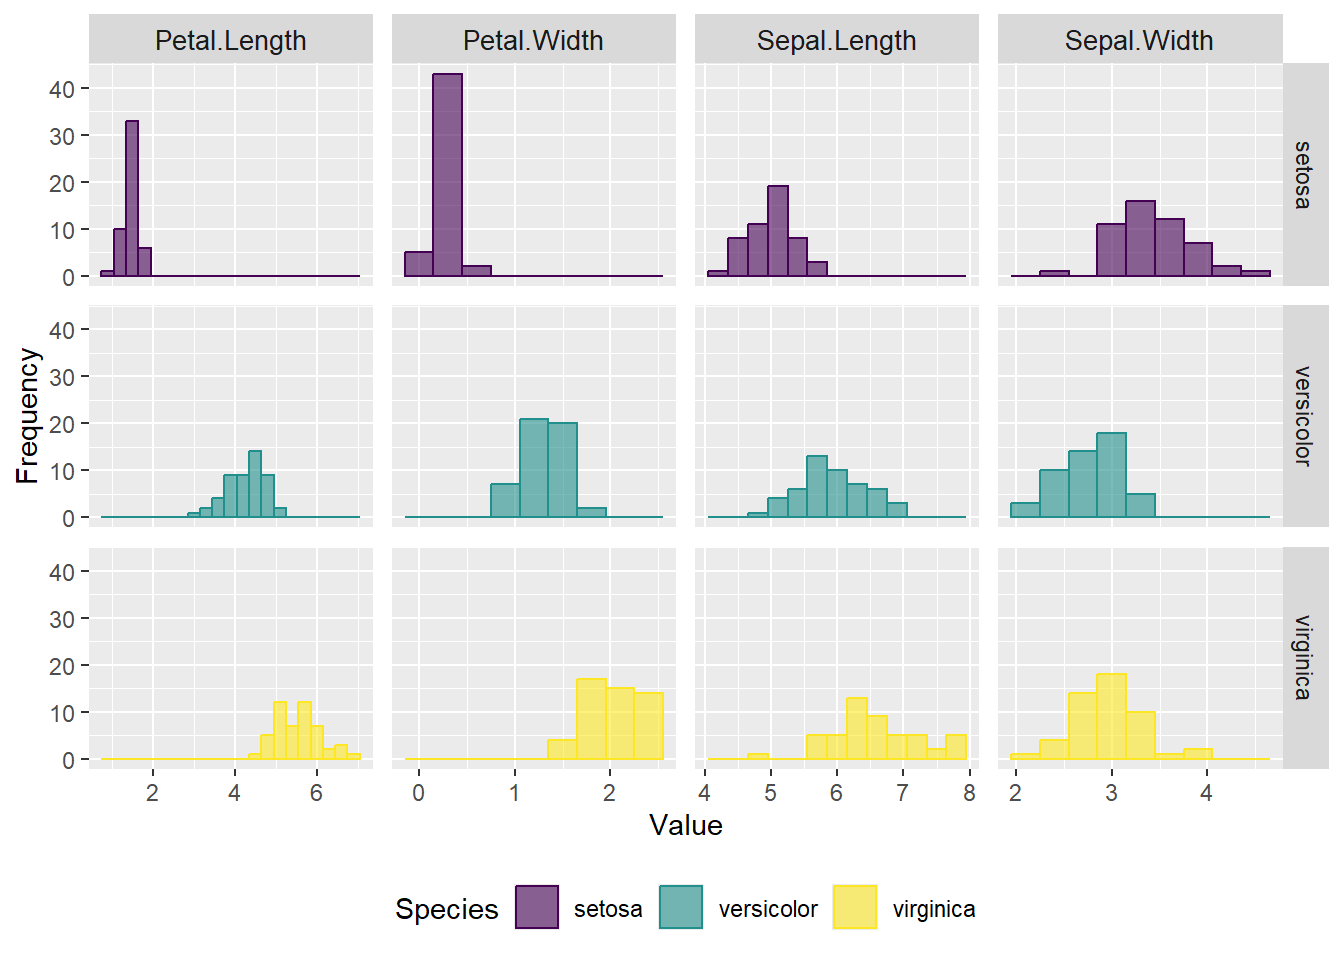 Petal.Length Petal.Width Sepal.Length Sepal.Width
40
30
20
10
0
setosa
40
30
20
10
0
versicolor
Frequency
40
30
20
10
0
virginica
2 4 6 0 1 2 4 5 6 7 8 2 3 4
Value
Species setosa versicolor virginica